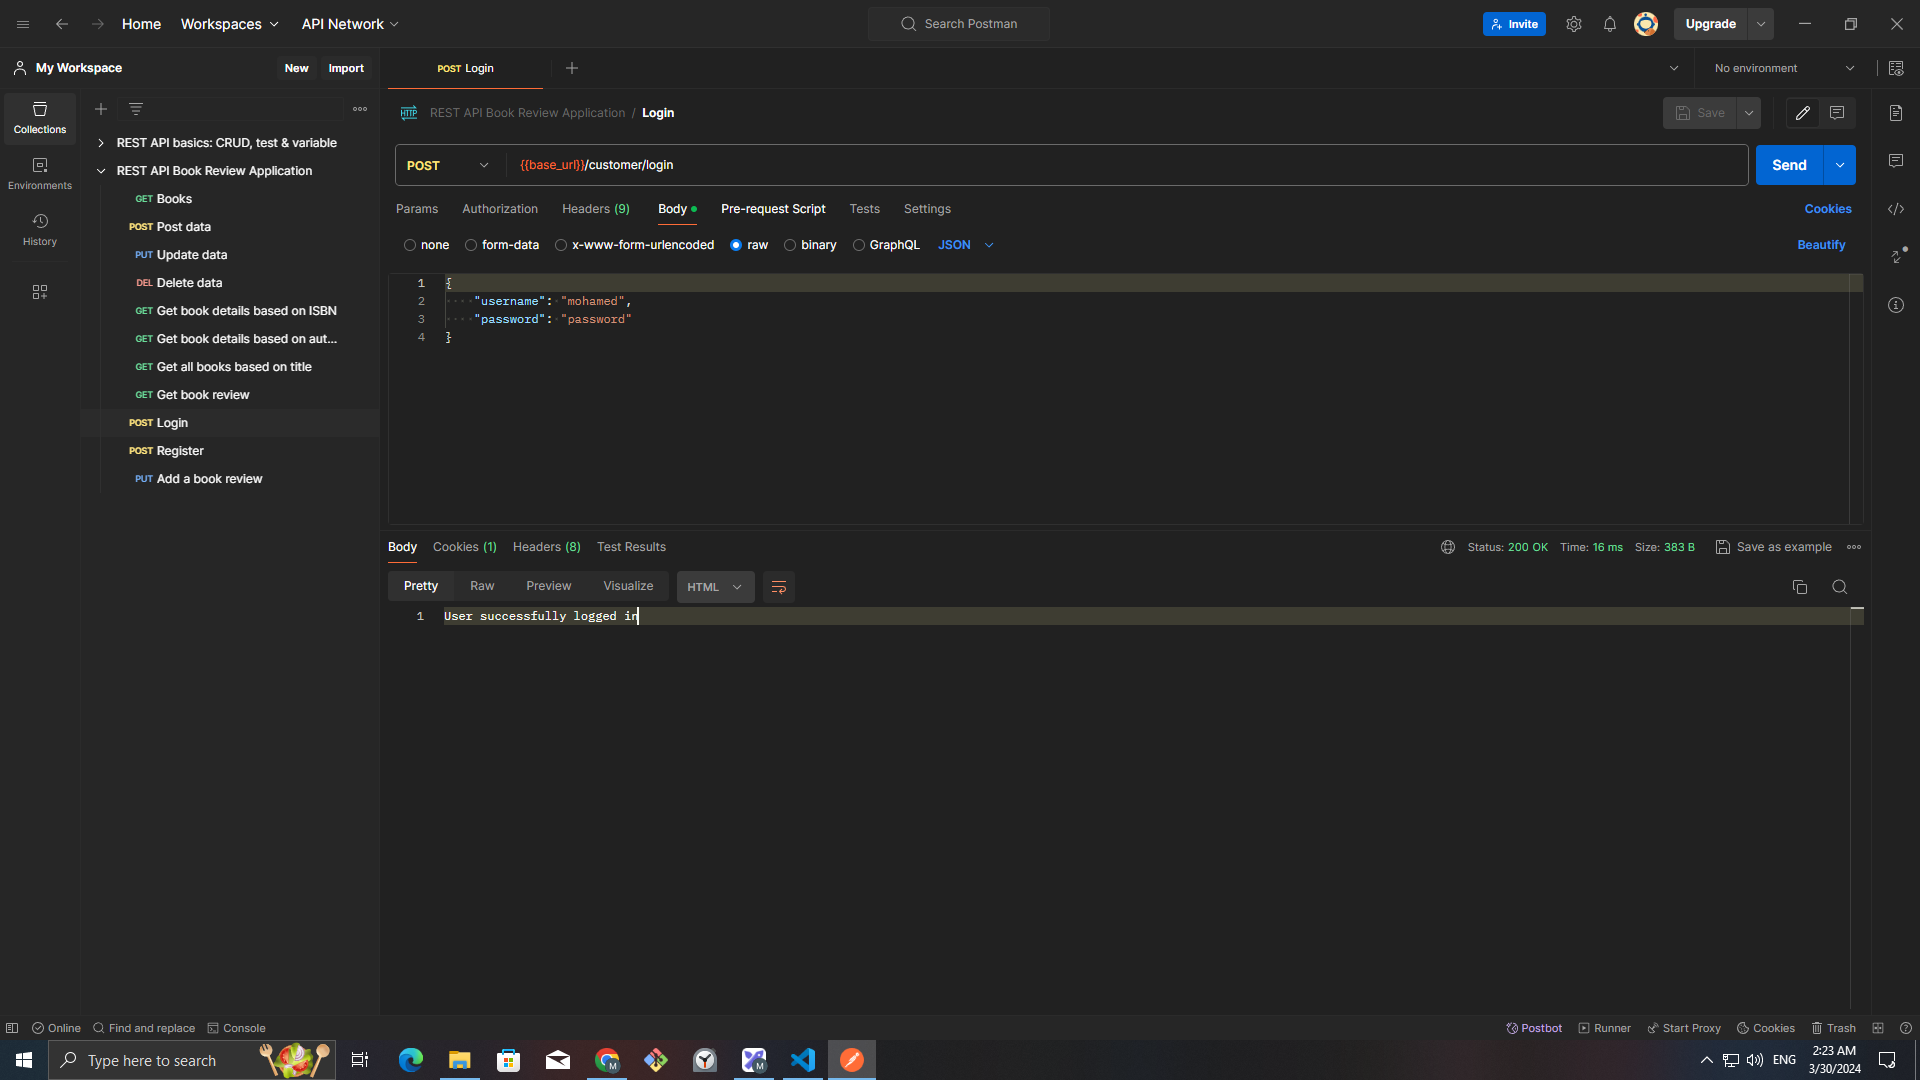 Home Workspaces API Network Search Postman Invite Upgrade
My Workspace New Import POST Login No environment
Collections
Environments
History
REST API basics: CRUD, test & variable
REST API Book Review Application
GET Books
POST Post data
PUT Update data
DEL Delete data
GET Get book details based on ISBN
GET Get book details based on aut...
GET Get all books based on title
GET Get book review
POST Login
POST Register
PUT Add a book review
HTTP REST API Book Review Application / Login Save
POST {{base_url}}/customer/login Send
Params Authorization Headers (9) Body Pre-request Script Tests Settings Cookies
none form-data x-www-form-urlencoded raw binary GraphQL JSON Beautify
1 {
2 "username": "mohamed",
3 "password": "password"
4 }
Body Cookies (1) Headers (8) Test Results Status: 200 OK Time: 16 ms Size: 383 B Save as example
Pretty Raw Preview Visualize HTML
1 User successfully logged in
Online Find and replace Console Postbot Runner Start Proxy Cookies Trash
Type here to search M M ENG 2:23 AM
3/30/2024